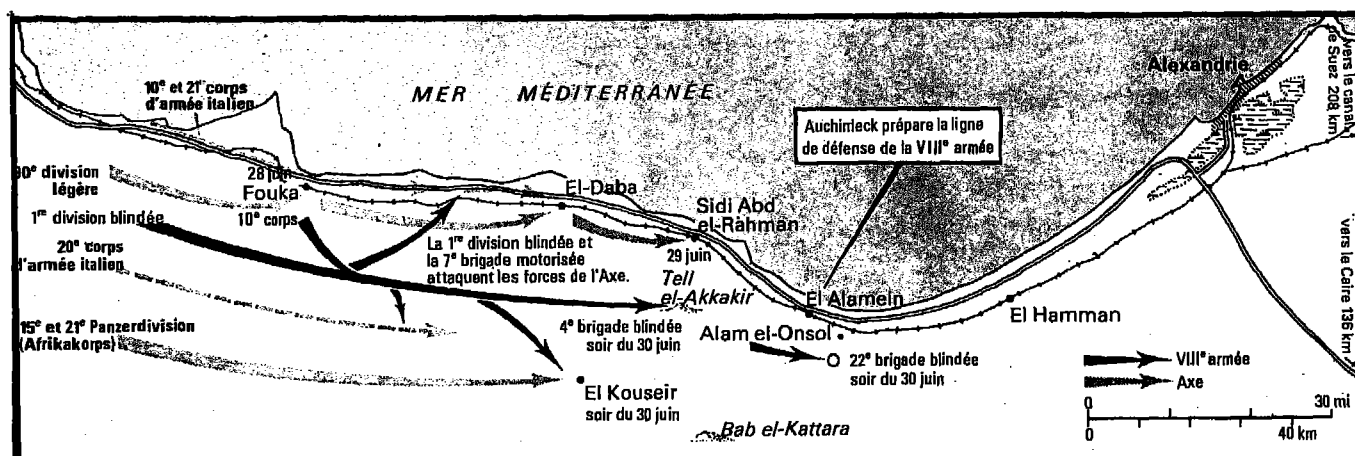 10e et 21e corps
d'armée italien
MER MÉDITERRANÉE
Alexandrie
vers le canal
de Suez 208 km
Auchinleck prépare la ligne
de défense de la VIIIe armée
90e division
légère
28 juin
Fouka
El-Daba
1re division blindée
10e corps
Sidi Abd
el-Rahman
20e corps
d'armée italien
La 1re division blindée et
la 7e brigade motorisée
attaquent les forces de l'Axe.
29 juin
Tell
el-Akkakir
El Alamein
El Hamman
vers le Caire 136 km
15e et 21e Panzerdivision
(Afrikakorps)
4e brigade blindée
soir du 30 juin
Alam el-Onsol
22e brigade blindée
soir du 30 juin
VIIIe armée
Axe
El Kouseir
soir du 30 juin
0 30 mi
0 40 km
Bab el-Kattara